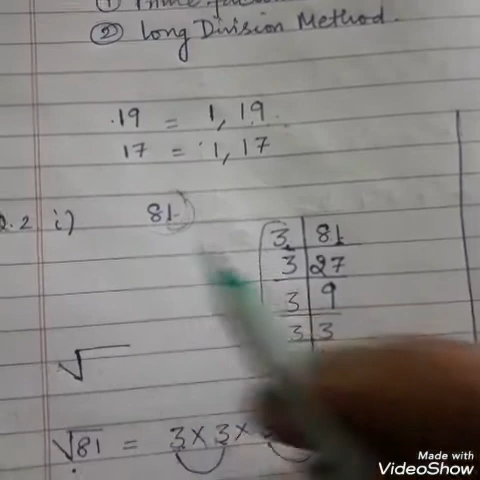 ② Long Division Method.
19 = 1, 19
17 = 1, 17
Q.2 i) 81
3 | 81
3 | 27
3 | 9
3 | 3
√
√81 = 3 × 3 ×
Made with
VideoShow